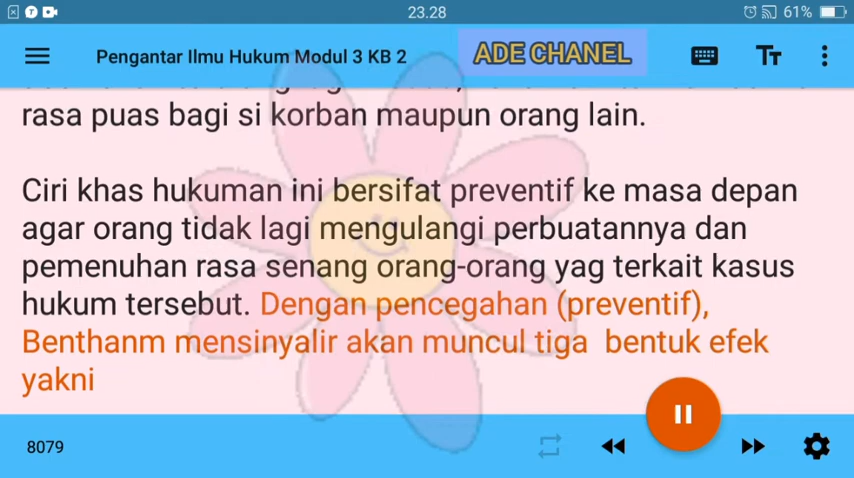 23.28
61%
Pengantar Ilmu Hukum Modul 3 KB 2
ADE CHANEL
TT
rasa puas bagi si korban maupun orang lain.
Ciri khas hukuman ini bersifat preventif ke masa depan
agar orang tidak lagi mengulangi perbuatannya dan
pemenuhan rasa senang orang-orang yag terkait kasus
hukum tersebut. Dengan pencegahan (preventif),
Benthanm mensinyalir akan muncul tiga bentuk efek
yakni
8079